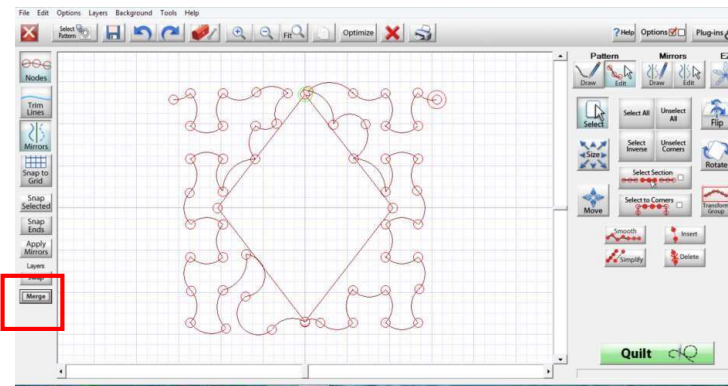 File Edit Options Layers Background Tools Help
Select
Pattern
Fit
Optimize
Help
Options
Plug-ins
Nodes
Trim
Lines
Mirrors
Snap to
Grid
Snap
Selected
Snap
Ends
Apply
Mirrors
Layers
Merge
Pattern
Mirrors
Draw
Edit
Draw
Edit
Select
Select All
Unselect
All
Flip
Size
Select
Inverse
Unselect
Corners
Rotate
Select Section
Move
Select to Corners
Transform
Group
Smooth
Insert
Simplify
Delete
Quilt